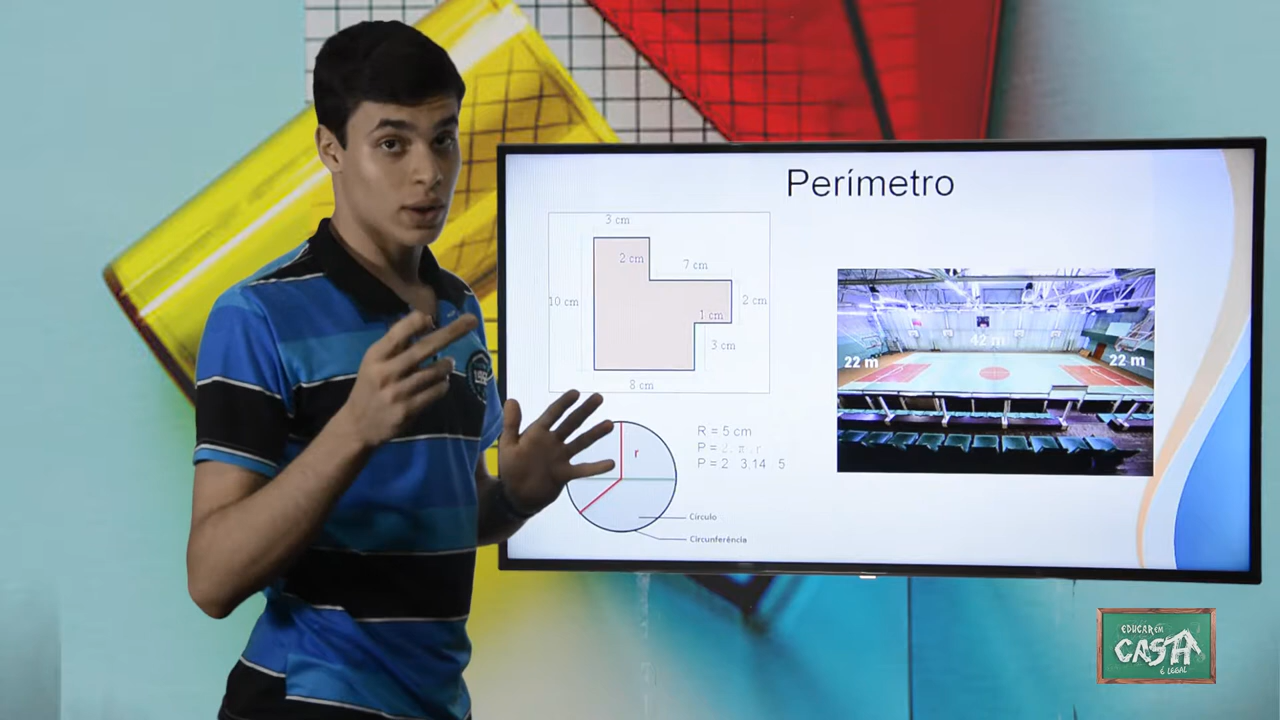 Perímetro
3 cm
2 cm
7 cm
10 cm
2 cm
1 cm
3 cm
8 cm
42 m
22 m
22 m
r
R = 5 cm
P = 2. π . r
P = 2 3.14 5
Círculo
Circunferência
EDUCAR EM
CASA
É LEGAL